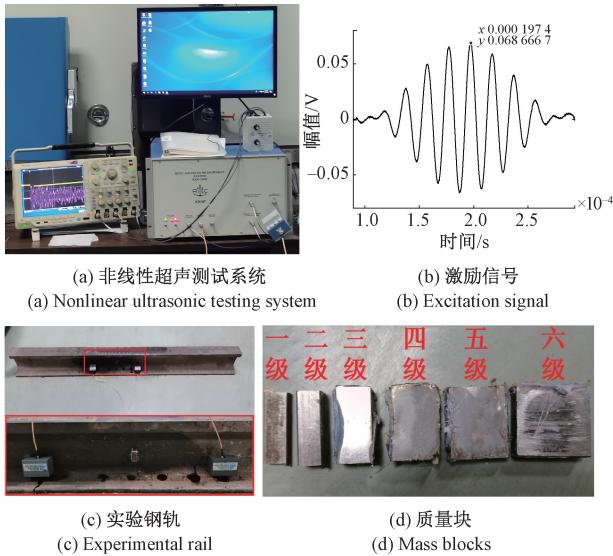 x 0.000 197 4
y 0.068 666 7
0.05
0
−0.05
幅值/V
1.0 1.5 2.0 2.5 ×10⁻⁴
时间/s
(a) 非线性超声测试系统
(a) Nonlinear ultrasonic testing system
(b) 激励信号
(b) Excitation signal
一级 二级 三级 四级 五级 六级
(c) 实验钢轨
(c) Experimental rail
(d) 质量块
(d) Mass blocks